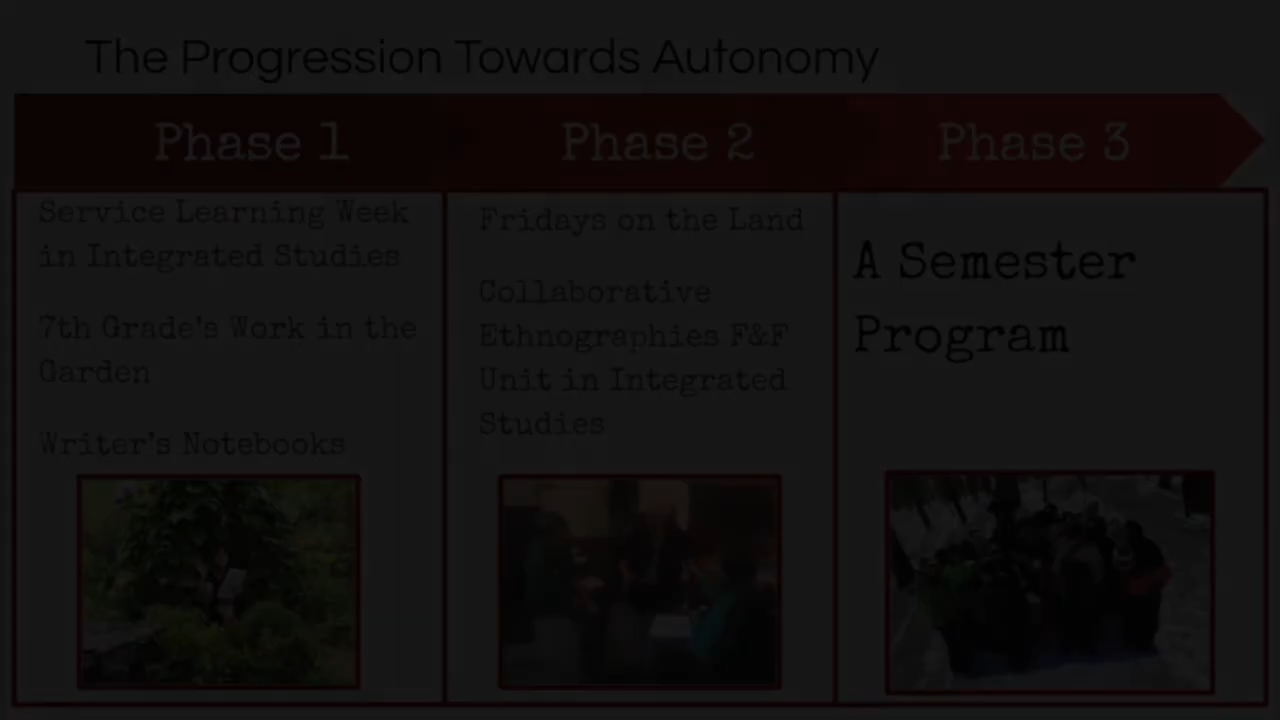 The Progression Towards Autonomy
Phase 1
Phase 2
Phase 3
Service Learning Week
in Integrated Studies
7th Grade's Work in the
Garden
Writer's Notebooks
Fridays on the Land
Collaborative
Ethnographies F&F
Unit in Integrated
Studies
A Semester
Program